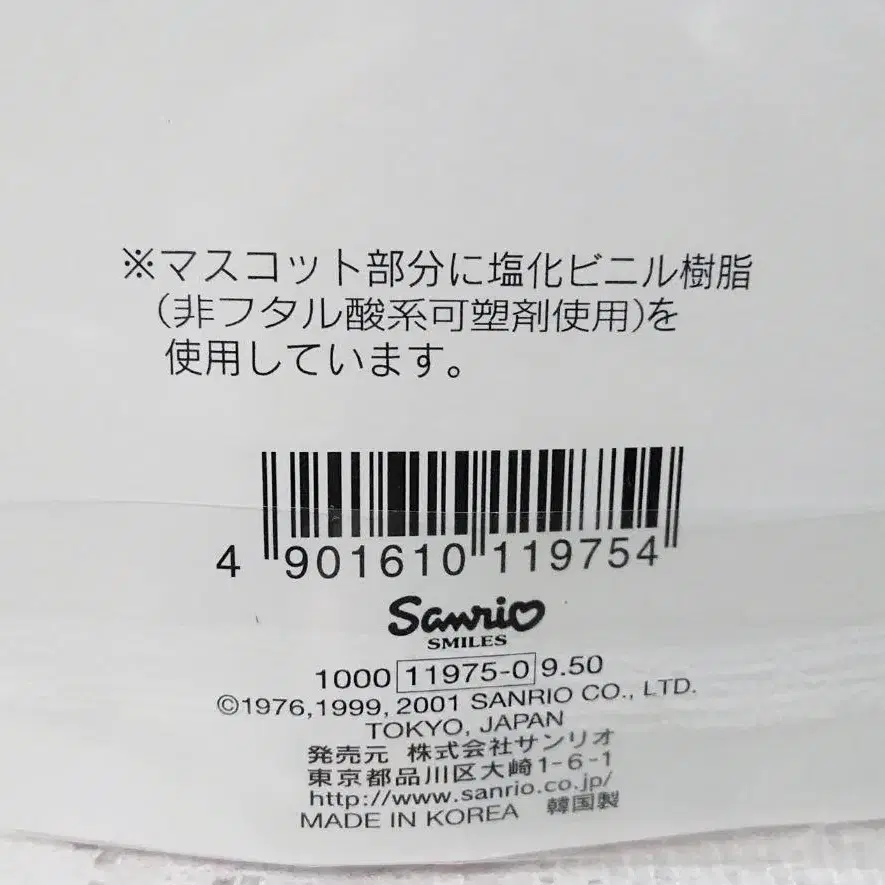 ※マスコット部分に塩化ビニル樹脂
(非フタル酸系可塑剤使用)を
使用しています。
4 901610 119754
Sanrio
SMILES
1000 11975-0 9.50
©1976,1999, 2001 SANRIO CO., LTD.
TOKYO, JAPAN
発売元 株式会社サンリオ
東京都品川区大崎1-6-1
http://www.sanrio.co.jp/
MADE IN KOREA 韓国製